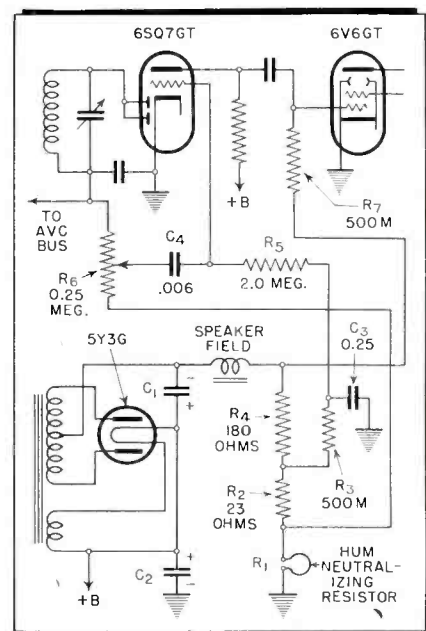 6SQ7GT
6V6GT
TO
AVC
BUS
+B
R7
500 M
C4
.006
R5
2.0 MEG.
R6
0.25
MEG.
5Y3G
SPEAKER
FIELD
C3
0.25
C1
-
+
R4
180
OHMS
R3
500 M
R2
23
OHMS
+
C2
-
+B
R1
HUM
NEUTRAL-
IZING
RESISTOR